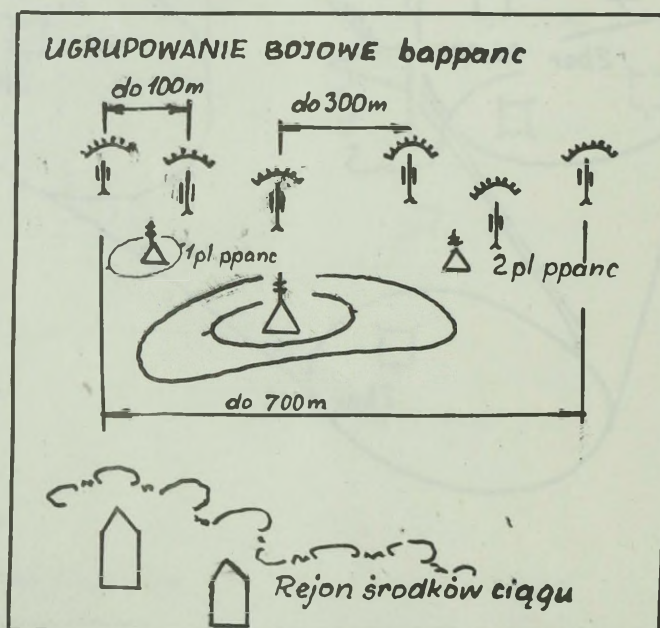 UGRUPOWANIE BOJOWE bappanc
do 100m
do 300m
1pl ppanc
2pl ppanc
do 700m
Rejon środków ciągu